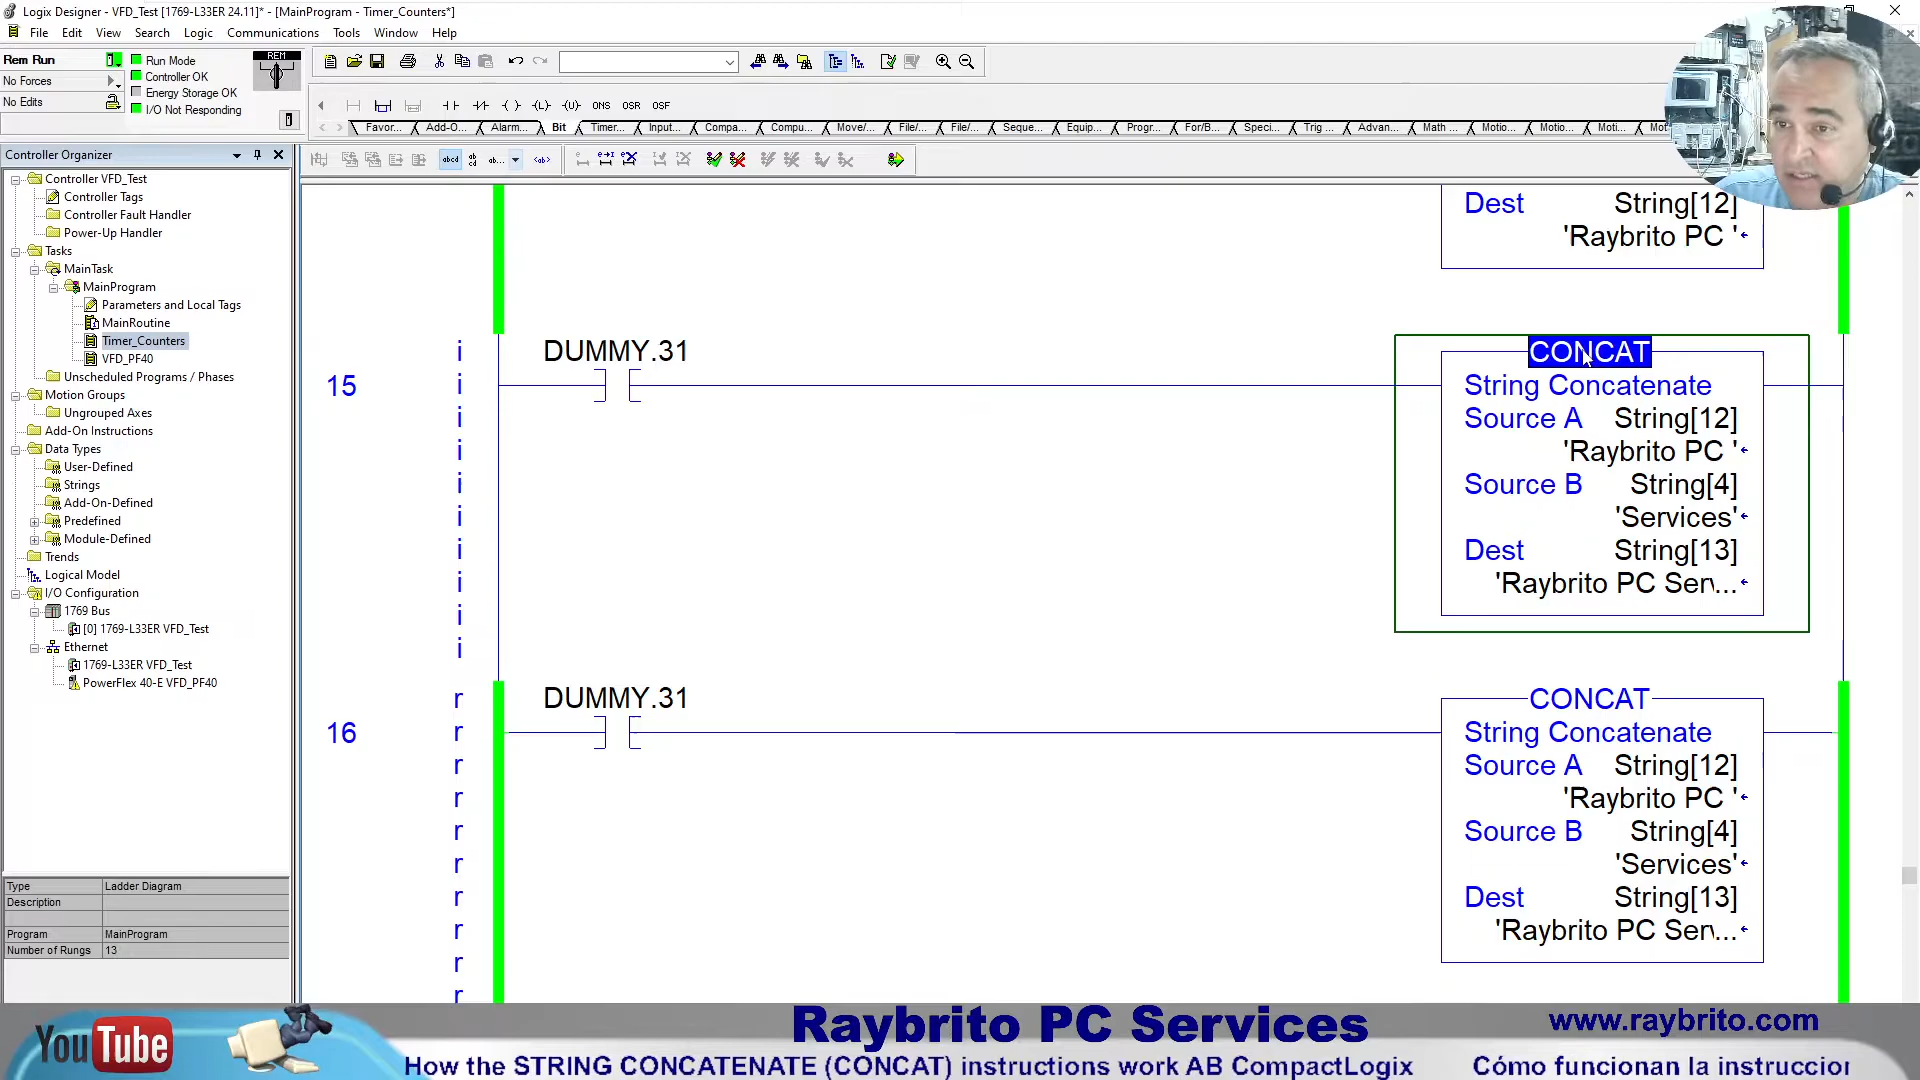 Logix Designer - VFD_Test [1769-L33ER 24.11]* - [MainProgram - Timer_Counters*]
File Edit View Search Logic Communications Tools Window Help
Rem Run
No Forces
No Edits
Run Mode
Controller OK
Energy Storage OK
I/O Not Responding
REM
ONS OSR OSF
Favor... Add-O... Alarm... Bit Timer... Input... Compa... Compu... Move/... File/... File/... Seque... Equip... Progr... For/B... Speci... Trig ... Advan... Math ... Motio... Motio... Moti... Mot
Controller Organizer
Controller VFD_Test
Controller Tags
Controller Fault Handler
Power-Up Handler
Tasks
MainTask
MainProgram
Parameters and Local Tags
MainRoutine
Timer_Counters
VFD_PF40
Unscheduled Programs / Phases
Motion Groups
Ungrouped Axes
Add-On Instructions
Data Types
User-Defined
Strings
Add-On-Defined
Predefined
Module-Defined
Trends
Logical Model
I/O Configuration
1769 Bus
[0] 1769-L33ER VFD_Test
Ethernet
1769-L33ER VFD_Test
PowerFlex 40-E VFD_PF40
Type Ladder Diagram
Description
Program MainProgram
Number of Rungs 13
Dest String[12]
'Raybrito PC '
15
i
i
i
i
i
i
i
i
i
i
DUMMY.31
CONCAT
String Concatenate
Source A String[12]
'Raybrito PC '
Source B String[4]
'Services'
Dest String[13]
'Raybrito PC Serv...
16
r
r
r
r
r
r
r
r
r
r
DUMMY.31
CONCAT
String Concatenate
Source A String[12]
'Raybrito PC '
Source B String[4]
'Services'
Dest String[13]
'Raybrito PC Serv...
YouTube
Raybrito PC Services
www.raybrito.com
How the STRING CONCATENATE (CONCAT) instructions work AB CompactLogix
Cómo funcionan la instruccion